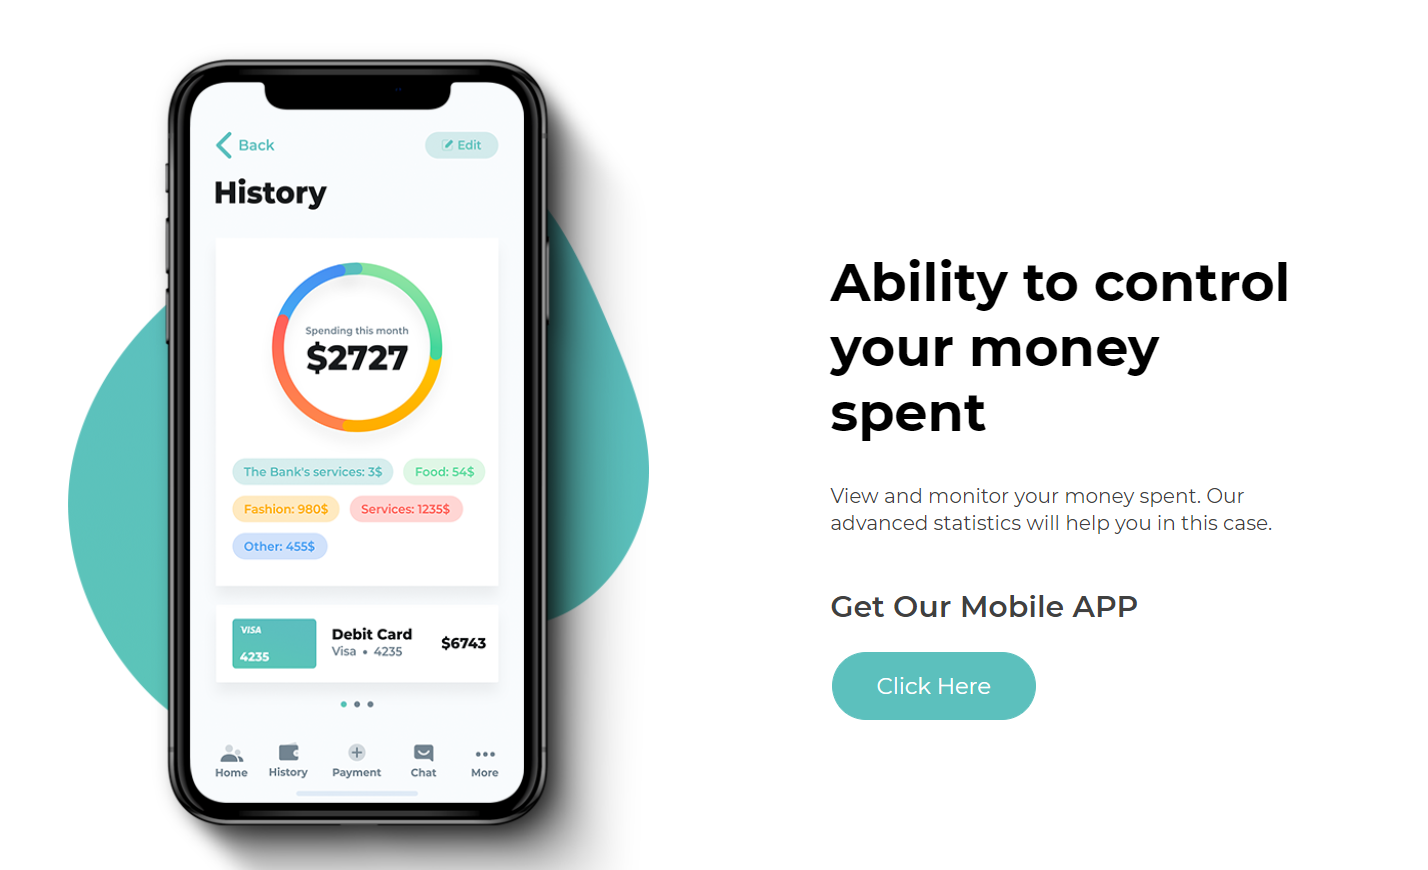 Back
Edit
History
Spending this month
$2727
The Bank's services: 3$
Food: 54$
Fashion: 980$
Services: 1235$
Other: 455$
VISA
4235
Debit Card
Visa • 4235
$6743
Home
History
Payment
Chat
More
Ability to control
your money
spent
View and monitor your money spent. Our
advanced statistics will help you in this case.
Get Our Mobile APP
Click Here